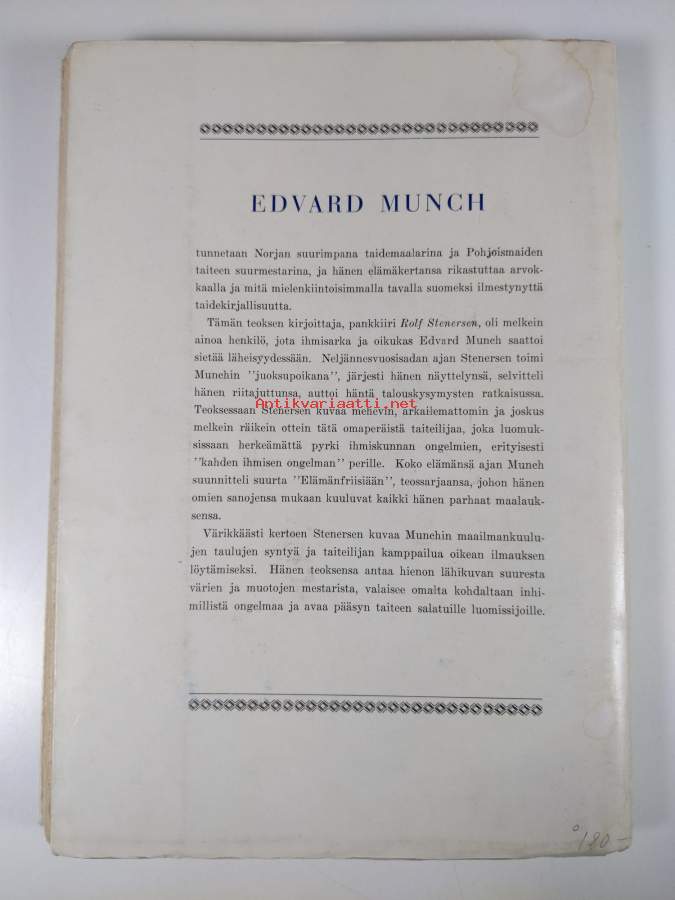 EDVARD MUNCH
tunnetaan Norjan suurimpana taidemaalarina ja Pohjoismaiden
taiteen suurmestarina, ja hänen elämäkertansa rikastuttaa arvok-
kaalla ja mitä mielenkiintoisimmalla tavalla suomeksi ilmestynyttä
taidekirjallisuutta.
Tämän teoksen kirjoittaja, pankkiiri Rolf Stenersen, oli melkein
ainoa henkilö, jota ihmisarka ja oikukas Edvard Munch saattoi
sietää läheisyydessään. Neljännesvuosisadan ajan Stenersen toimi
Munchin ”juoksupoikana”, järjesti hänen näyttelynsä, selvitteli
hänen riitajuttunsa, auttoi häntä talouskysymysten ratkaisussa.
Antikvariaatti.net
Teoksessaan Stenersen kuvaa mehevin, arkailemattomin ja joskus
melkein räikein ottein tätä omaperäistä taiteilijaa, joka luomuk-
sissaan herkeämättä pyrki ihmiskunnan ongelmien, erityisesti
”kahden ihmisen ongelman” perille. Koko elämänsä ajan Munch
suunnitteli suurta ”Elämänfriisiään”, teossarjaansa, johon hänen
omien sanojensa mukaan kuuluvat kaikki hänen parhaat maalauk-
sensa.
Värikkäästi kertoen Stenersen kuvaa Munchin maailmankuulu-
jen taulujen syntyä ja taiteilijan kamppailua oikean ilmauksen
löytämiseksi. Hänen teoksensa antaa hienon lähikuvan suuresta
värien ja muotojen mestarista, valaisee omalta kohdaltaan inhi-
millistä ongelmaa ja avaa pääsyn taiteen salatuille luomissijoille.
180–